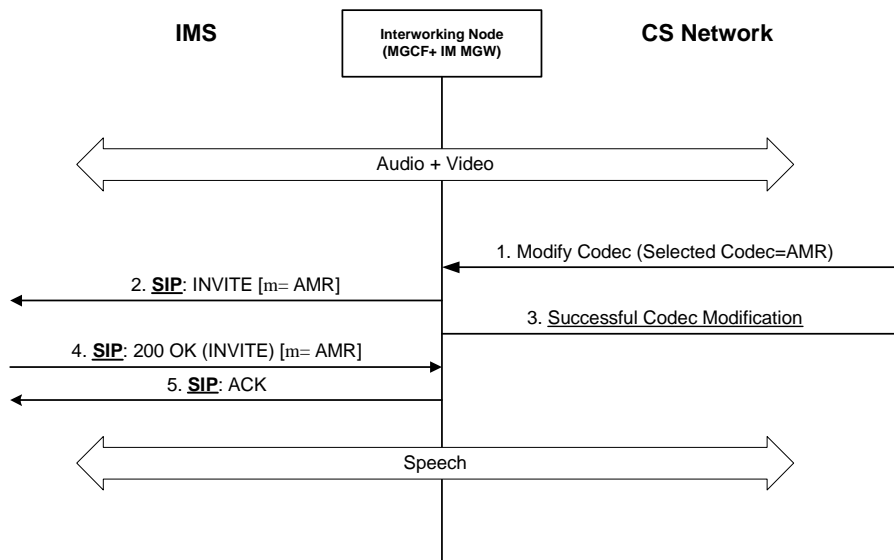 IMS
Interworking Node
(MGCF+ IM MGW)
CS Network
Audio + Video
1. Modify Codec (Selected Codec=AMR)
2. SIP: INVITE [m= AMR]
3. Successful Codec Modification
4. SIP: 200 OK (INVITE) [m= AMR]
5. SIP: ACK
Speech